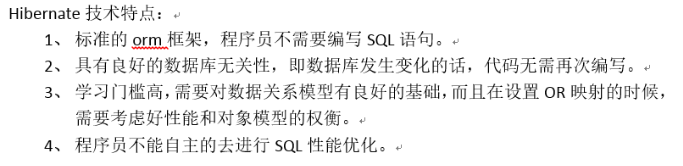 Hibernate 技术特点：
1、 标准的 orm 框架，程序员不需要编写 SQL 语句。
2、 具有良好的数据库无关性，即数据库发生变化的话，代码无需再次编写。
3、 学习门槛高，需要对数据关系模型有良好的基础，而且在设置 OR 映射的时候，
需要考虑好性能和对象模型的权衡。
4、 程序员不能自主的去进行 SQL 性能优化。